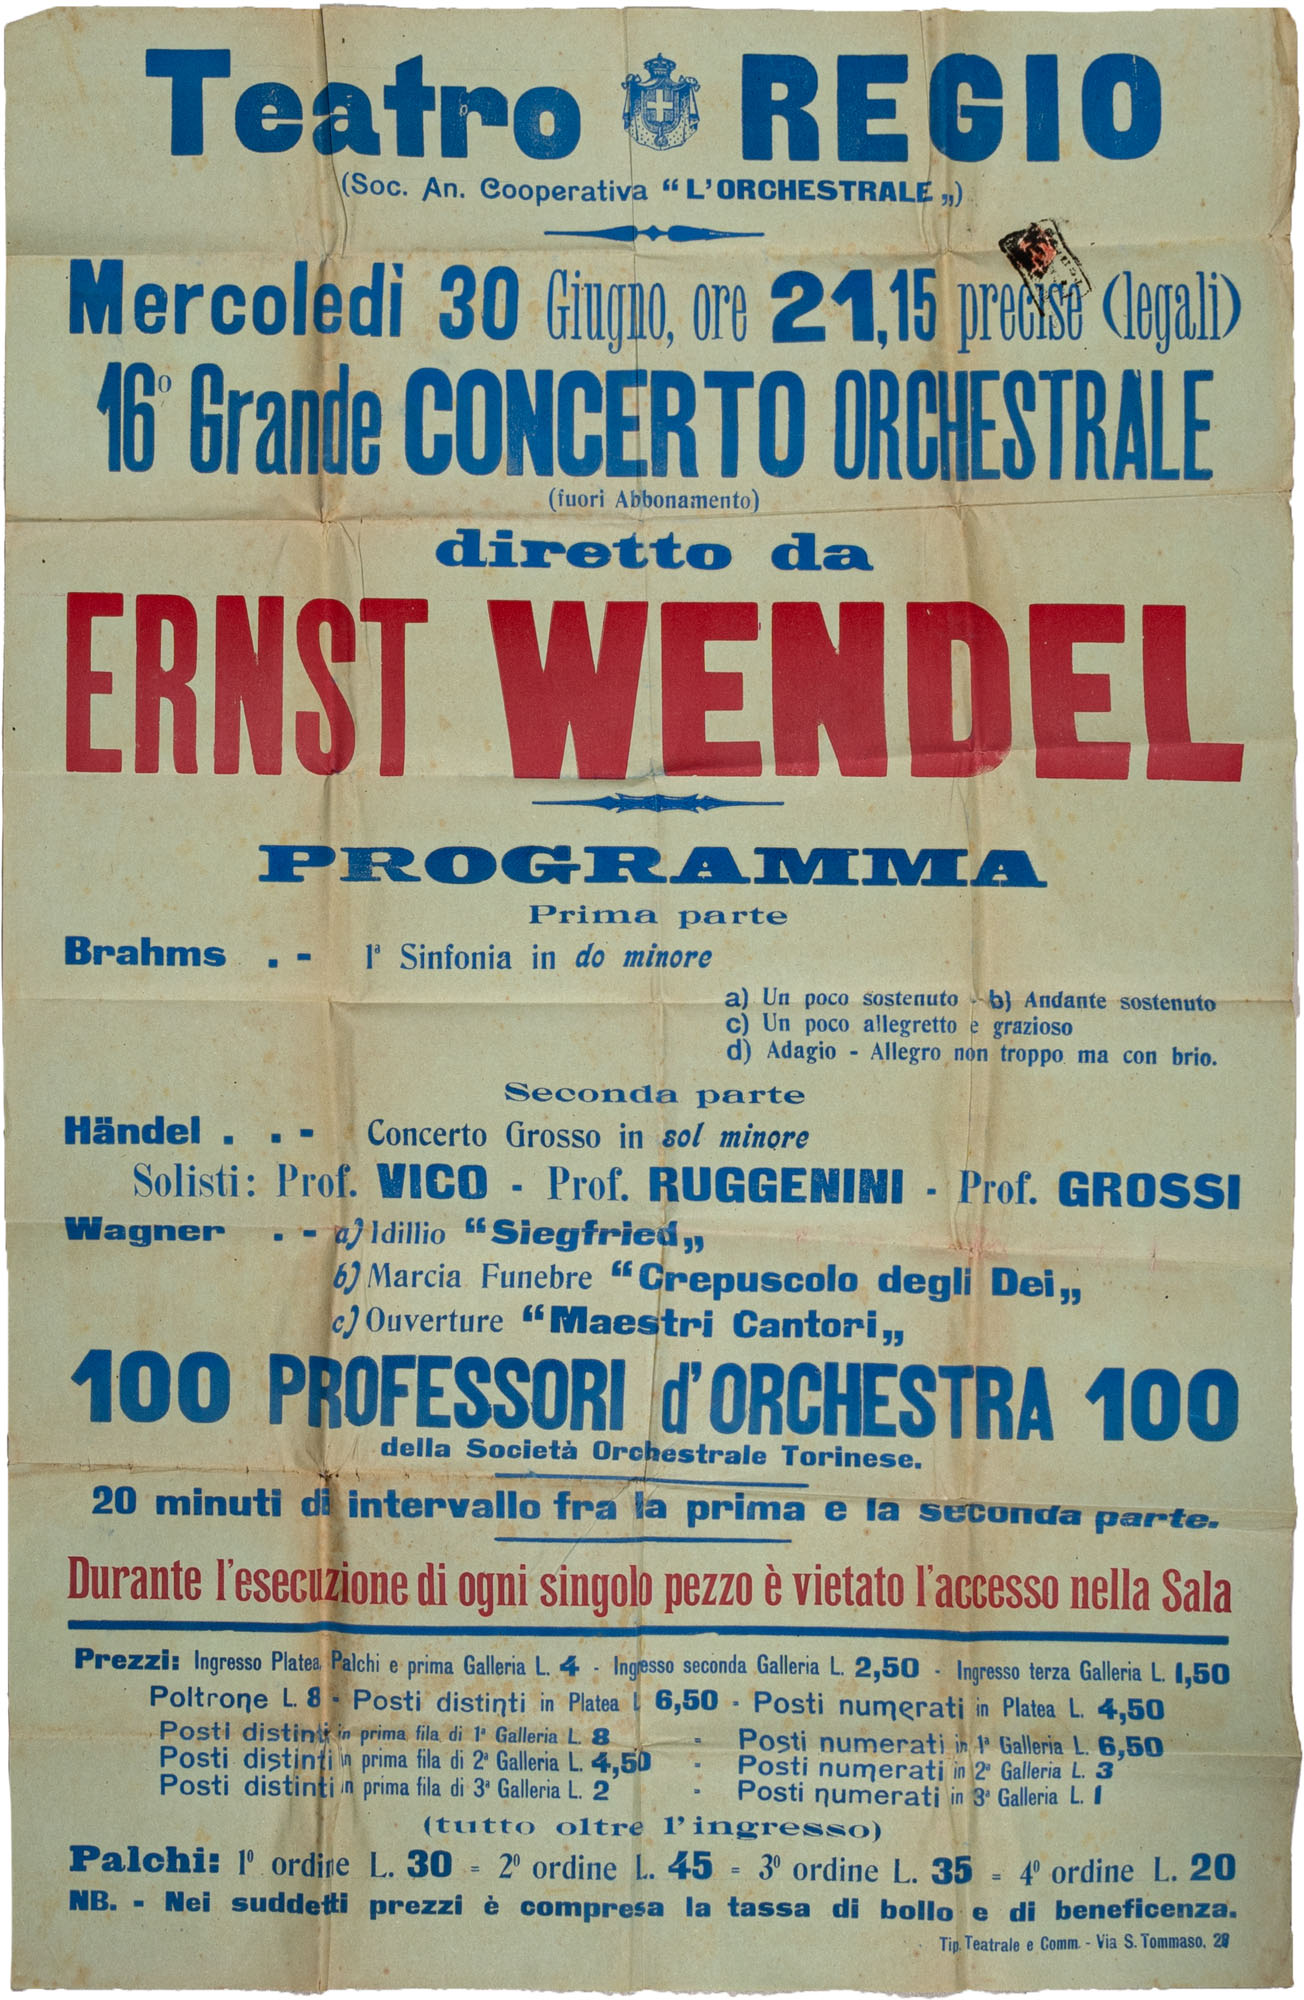 Teatro REGIO
(Soc. An. Cooperativa “L'ORCHESTRALE„)
Mercoledì 30 Giugno, ore 21,15 precise (legali)
16º Grande CONCERTO ORCHESTRALE
(fuori Abbonamento)
diretto da
ERNST WENDEL
PROGRAMMA
Prima parte
Brahms . - 1ª Sinfonia in do minore
a) Un poco sostenuto - b) Andante sostenuto
c) Un poco allegretto e grazioso
d) Adagio - Allegro non troppo ma con brio.
Seconda parte
Händel . . - Concerto Grosso in sol minore
Solisti: Prof. VICO - Prof. RUGGENINI - Prof. GROSSI
Wagner . - a) Idillio “Siegfried„
b) Marcia Funebre “Crepuscolo degli Dei„
c) Ouverture “Maestri Cantori„
100 PROFESSORI d'ORCHESTRA 100
della Società Orchestrale Torinese.
20 minuti di intervallo fra la prima e la seconda parte.
Durante l'esecuzione di ogni singolo pezzo è vietato l'accesso nella Sala
Prezzi: Ingresso Platea, Palchi e prima Galleria L. 4 - Ingresso seconda Galleria L. 2,50 - Ingresso terza Galleria L. 1,50
Poltrone L. 8 - Posti distinti in Platea L 6,50 - Posti numerati in Platea L. 4,50
Posti distinti in prima fila di 1ª Galleria L. 8 - Posti numerati in 1ª Galleria L. 6,50
Posti distinti in prima fila di 2ª Galleria L. 4,50 - Posti numerati in 2ª Galleria L. 3
Posti distinti in prima fila di 3ª Galleria L. 2 - Posti numerati in 3ª Galleria L. 1
(tutto oltre l'ingresso)
Palchi: 1º ordine L. 30 = 2º ordine L. 45 = 3º ordine L. 35 = 4º ordine L. 20
NB. - Nei suddetti prezzi è compresa la tassa di bollo e di beneficenza.
Tip. Teatrale e Comm. - Via S. Tommaso,